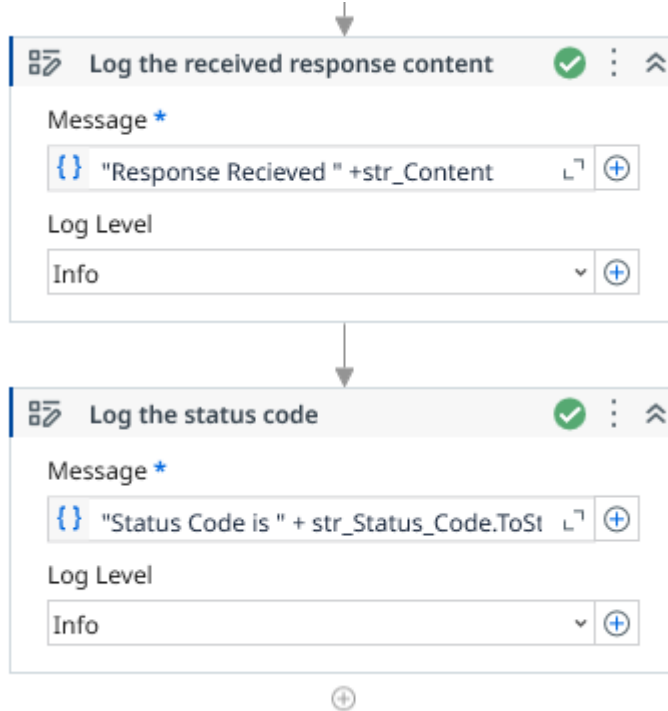 Log the received response content
Message *
{} "Response Recieved " +str_Content
Log Level
Info
Log the status code
Message *
{} "Status Code is " + str_Status_Code.ToSt
Log Level
Info